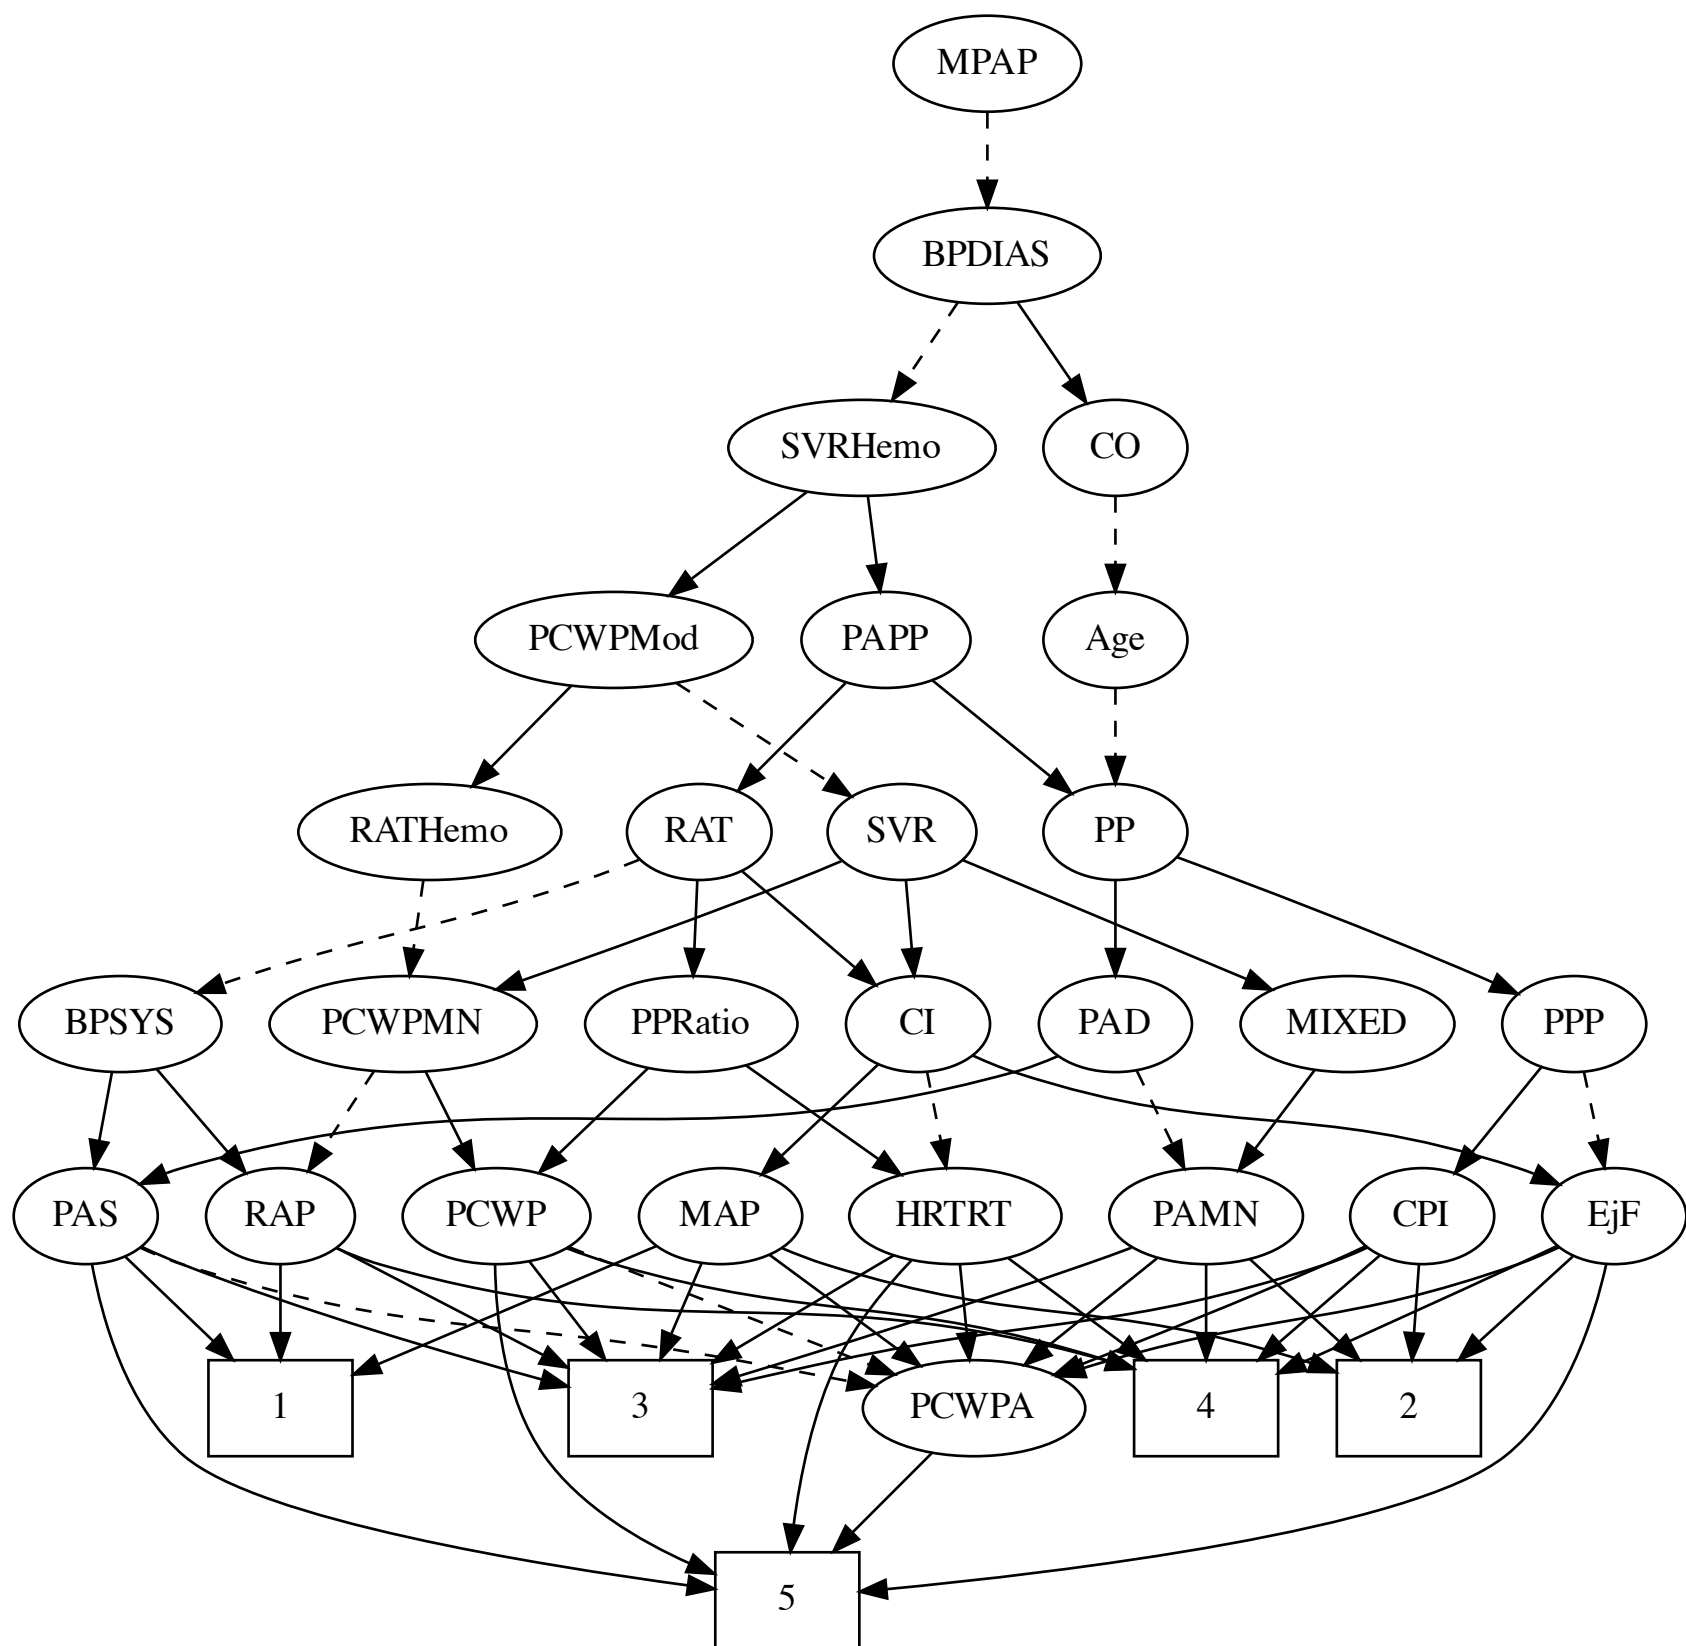 MPAP
BPDIAS
SVRHemo CO
PCWPMod PAPP Age
RATHemo RAT SVR PP
BPSYS PCWPMN PPRatio CI PAD MIXED PPP
PAS RAP PCWP MAP HRTRT PAMN CPI EjF
1 3 PCWPA 4 2
5